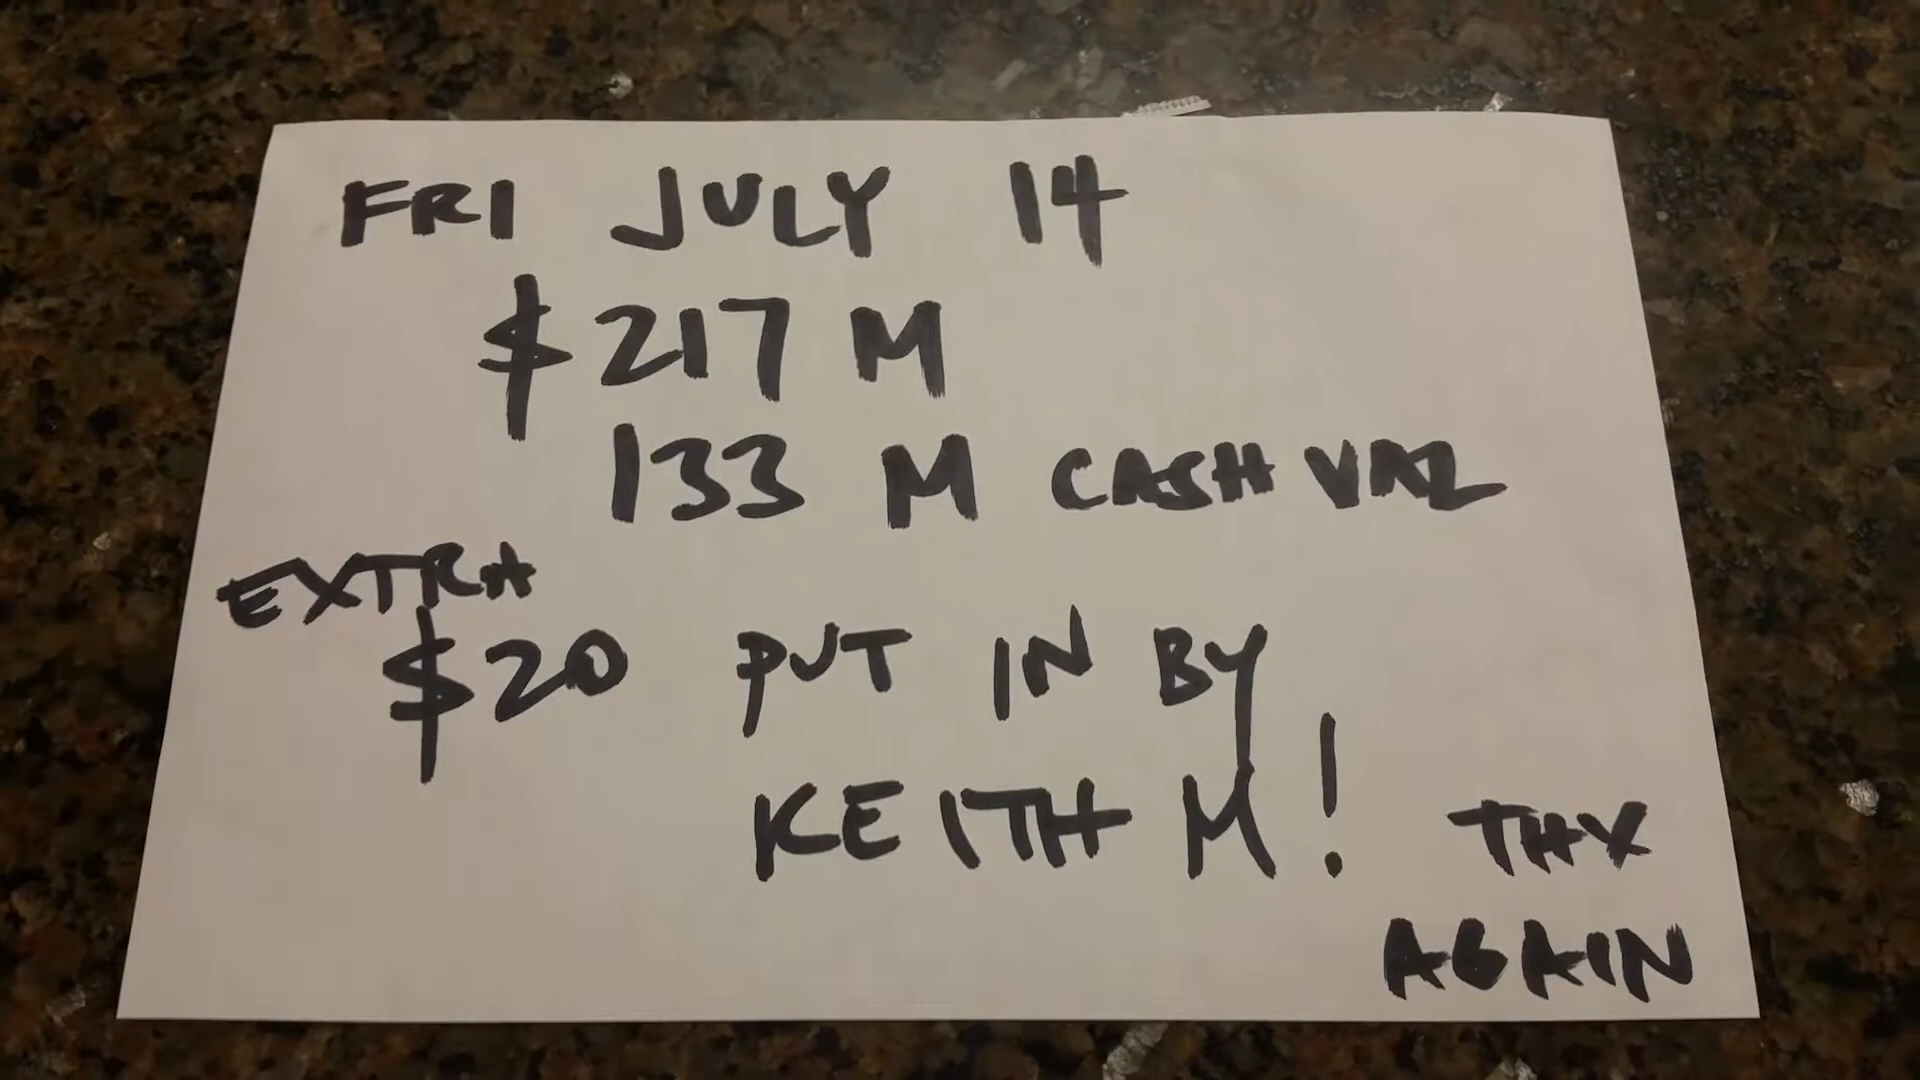 FRI JULY 14
$217 M
133 M CASH VAL
EXTRA
$20 PUT IN BY
KEITH M! THX
AGAIN